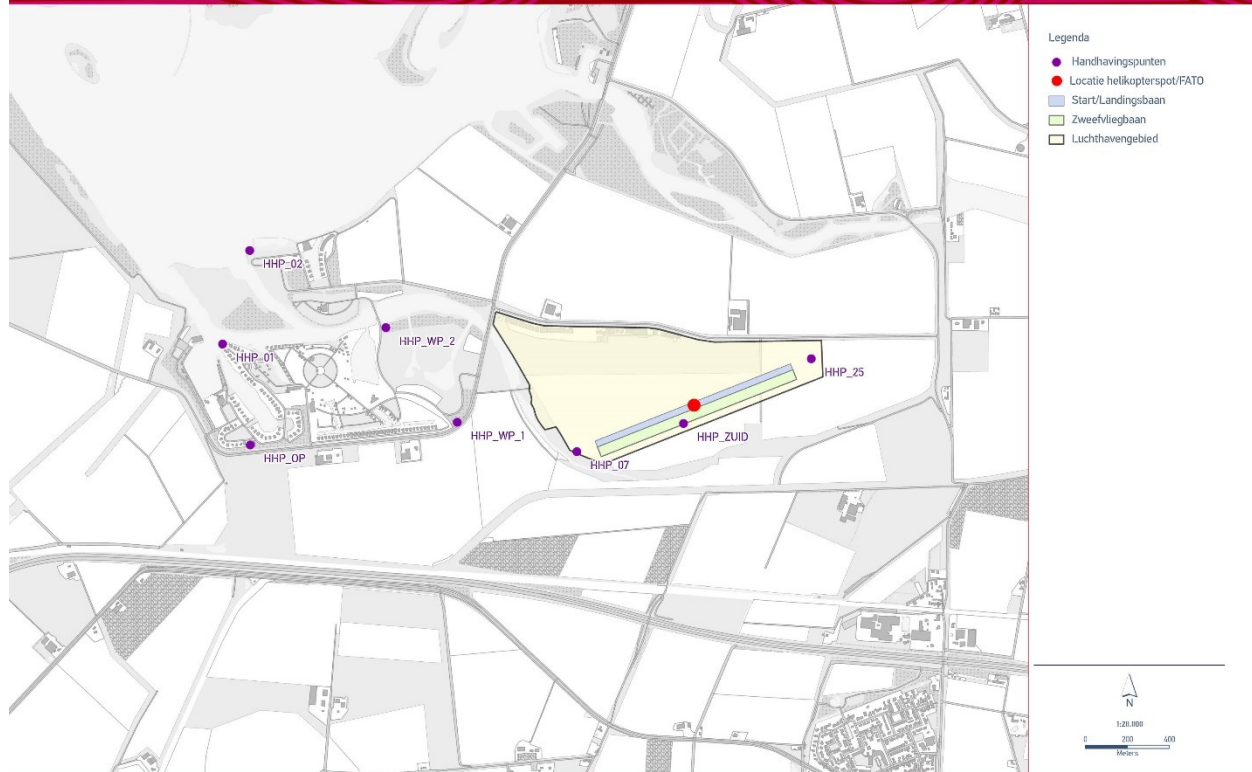 Legenda
Handhavingspunten
Locatie helikopterspot/FATO
Start/Landingsbaan
Zweefvliegbaan
Luchthavengebied
HHP_02
HHP_WP_2
HHP_01
HHP_25
HHP_WP_1
HHP_ZUID
HHP_OP
HHP_07
N
1:20.000
0 200 400
Meters